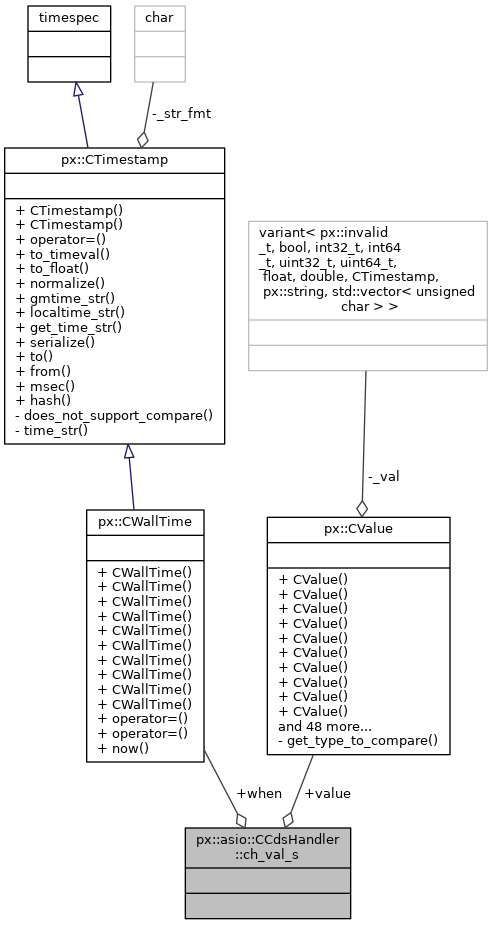 timespec
char
-_str_fmt
px::CTimestamp
+ CTimestamp()
+ CTimestamp()
+ operator=()
+ to_timeval()
+ to_float()
+ normalize()
+ gmtime_str()
+ localtime_str()
+ get_time_str()
+ serialize()
+ to()
+ from()
+ msec()
+ hash()
- does_not_support_compare()
- time_str()
variant< px::invalid
_t, bool, int32_t, int64
_t, uint32_t, uint64_t,
float, double, CTimestamp,
px::string, std::vector< unsigned
char > >
-_val
px::CWallTime
+ CWallTime()
+ CWallTime()
+ CWallTime()
+ CWallTime()
+ CWallTime()
+ CWallTime()
+ CWallTime()
+ CWallTime()
+ CWallTime()
+ CWallTime()
+ operator=()
+ operator=()
+ now()
px::CValue
+ CValue()
+ CValue()
+ CValue()
+ CValue()
+ CValue()
+ CValue()
+ CValue()
+ CValue()
+ CValue()
+ CValue()
and 48 more...
- get_type_to_compare()
+when
+value
px::asio::CCdsHandler
::ch_val_s